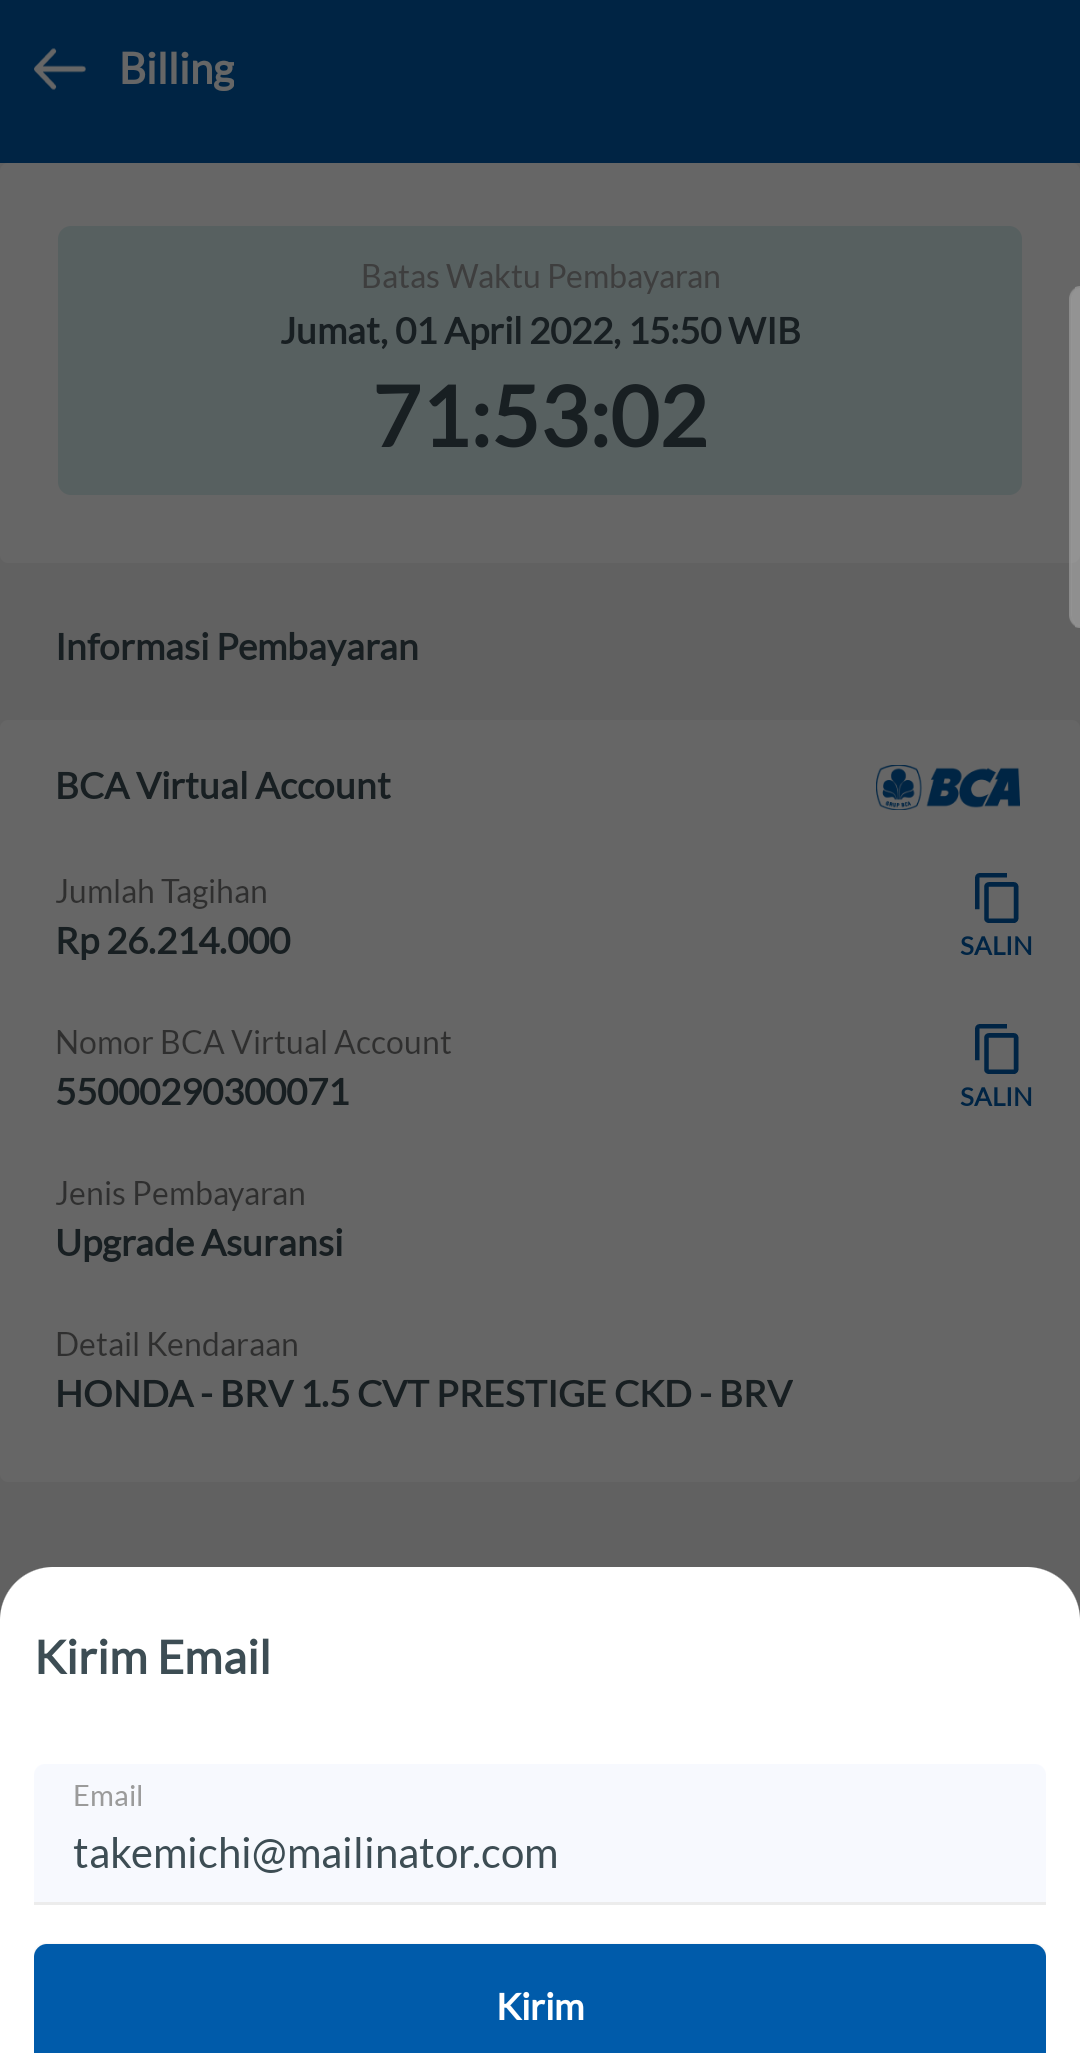 Billing
Batas Waktu Pembayaran
Jumat, 01 April 2022, 15:50 WIB
71:53:02
Informasi Pembayaran
BCA Virtual Account
BCA
Jumlah Tagihan
Rp 26.214.000
SALIN
Nomor BCA Virtual Account
55000290300071
SALIN
Jenis Pembayaran
Upgrade Asuransi
Detail Kendaraan
HONDA - BRV 1.5 CVT PRESTIGE CKD - BRV
Kirim Email
Email
takemichi@mailinator.com
Kirim